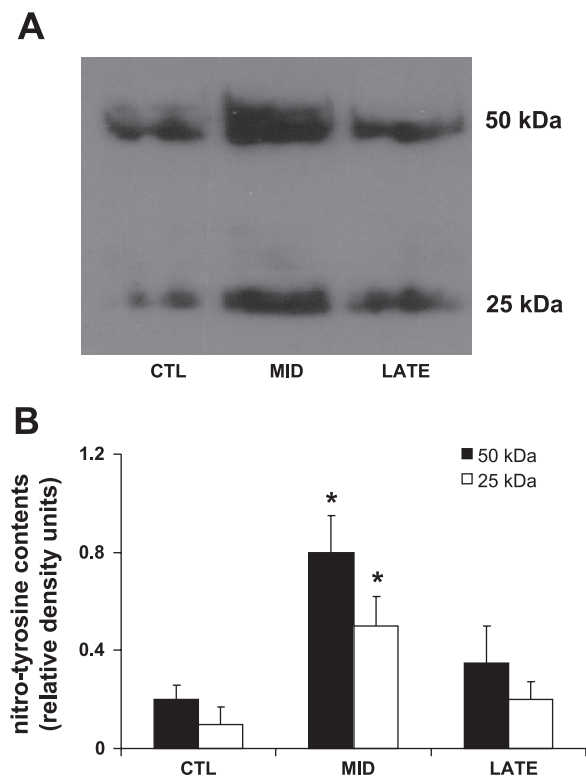 A
50 kDa
25 kDa
CTL MID LATE
B
nitro-tyrosine contents
(relative density units)
1.2
0.8
0.4
0
50 kDa
25 kDa
*
*
CTL MID LATE